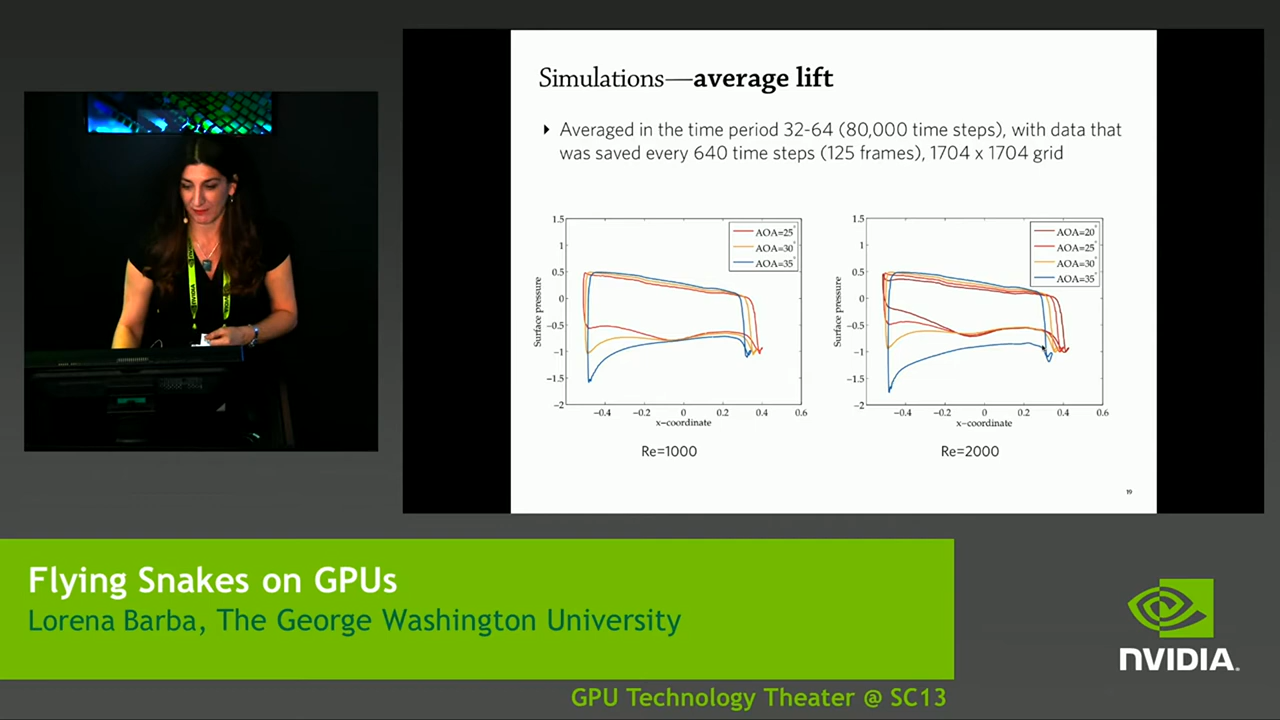 Simulations—average lift
Averaged in the time period 32-64 (80,000 time steps), with data that
was saved every 640 time steps (125 frames), 1704 x 1704 grid
1.5
1
0.5
0
−0.5
−1
−1.5
−2
Surface pressure
−0.4
−0.2
0
0.2
0.4
0.6
x−coordinate
AOA=25°
AOA=30°
AOA=35°
Re=1000
1.5
1
0.5
0
−0.5
−1
−1.5
−2
Surface pressure
−0.4
−0.2
0
0.2
0.4
0.6
x−coordinate
AOA=20°
AOA=25°
AOA=30°
AOA=35°
Re=2000
19
Flying Snakes on GPUs
Lorena Barba, The George Washington University
NVIDIA.
GPU Technology Theater @ SC13